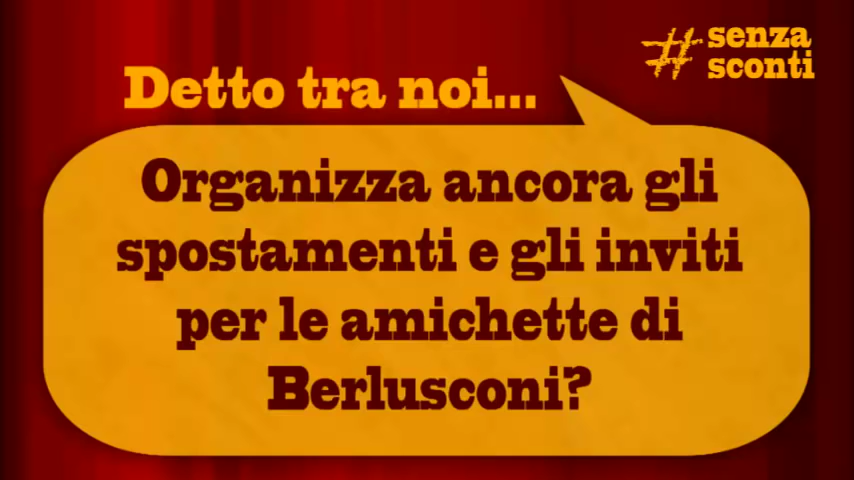 #senza
sconti
Detto tra noi...
Organizza ancora gli
spostamenti e gli inviti
per le amichette di
Berlusconi?